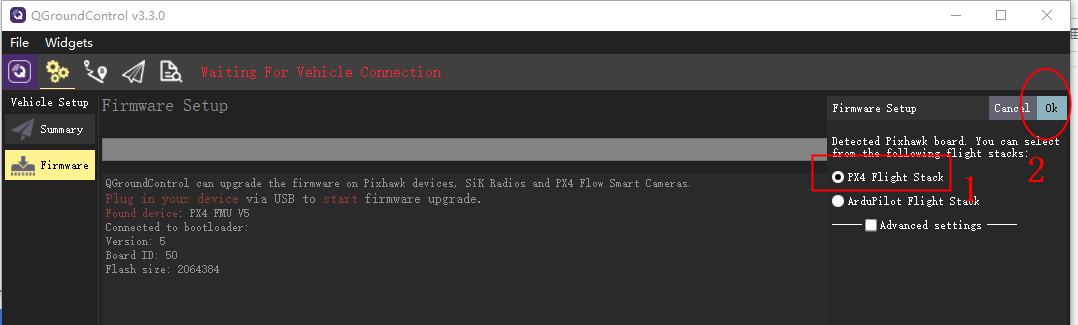 QGroundControl v3.3.0
File Widgets
Waiting For Vehicle Connection
Vehicle Setup
Summary
Firmware
Firmware Setup
QGroundControl can upgrade the firmware on Pixhawk devices, SiK Radios and PX4 Flow Smart Cameras.
Plug in your device via USB to start firmware upgrade.
Found device: PX4 FMU V5
Connected to bootloader:
Version: 5
Board ID: 50
Flash size: 2064384
Firmware Setup Cancel Ok
Detected Pixhawk board. You can select
from the following flight stacks:
PX4 Flight Stack
ArduPilot Flight Stack
Advanced settings
1
2